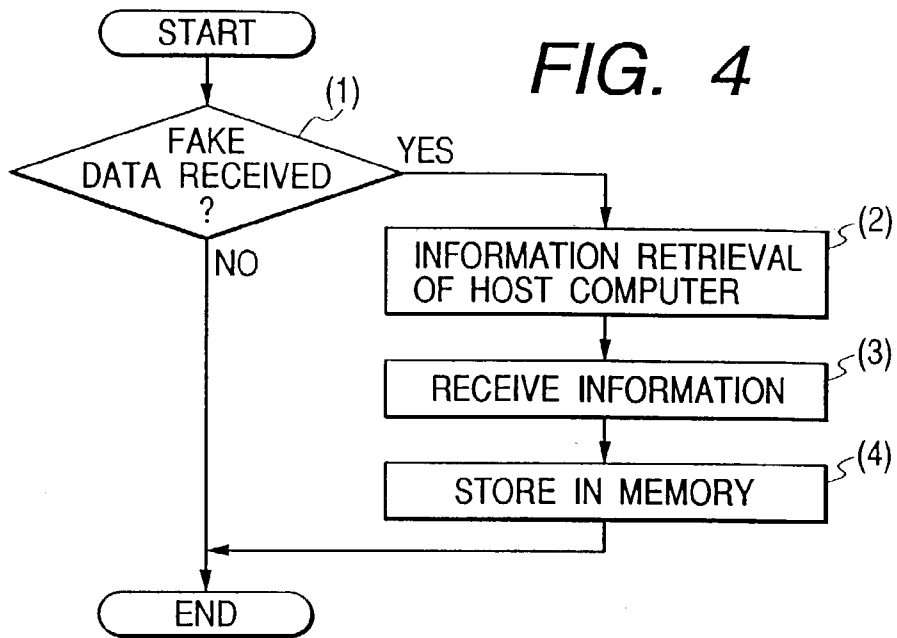 START
FIG. 4
(1)
FAKE
DATA RECEIVED
?
YES
NO
(2)
INFORMATION RETRIEVAL
OF HOST COMPUTER
(3)
RECEIVE INFORMATION
(4)
STORE IN MEMORY
END